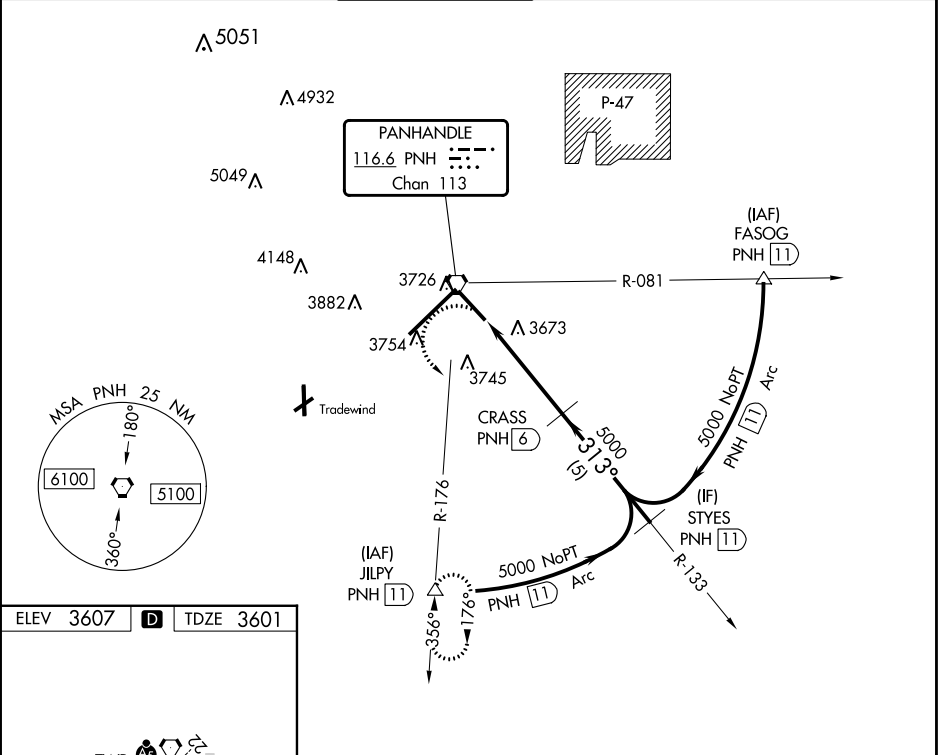 5051
4932
P-47
PANHANDLE
116.6 PNH
Chan 113
5049
(IAF)
FASOG
PNH 11
4148
3726
R-081
3882
3673
3754
3745
MSA PNH 25 NM
180°
Tradewind
CRASS
PNH 6
5000 NoPT
PNH 11 Arc
5000
313°
(5)
6100
5100
360°
R-176
(IF)
STYES
PNH 11
R-133
(IAF)
JILPY
PNH 11
5000 NoPT
PNH 11 Arc
356°
176°
ELEV 3607 D TDZE 3601
22